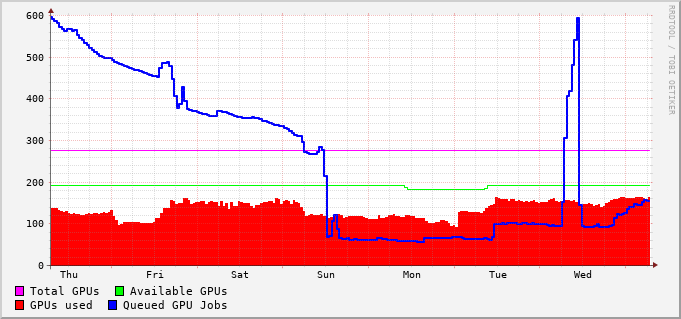 600
500
400
300
200
100
0
Thu Fri Sat Sun Mon Tue Wed
Total GPUs Available GPUs
GPUs used Queued GPU Jobs
RRDTOOL / TOBI OETIKER